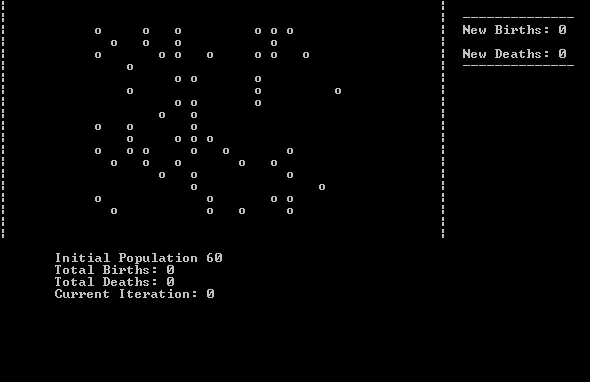 New Births: 0
New Deaths: 0
o o o o o o
o o o o
o o o o o o o
o
o o o
o o o
o o o
o o
o o o
o o o o
o o o o o o
o o o o o
o o o
o o
o o o o
o o o o
Initial Population 60
Total Births: 0
Total Deaths: 0
Current Iteration: 0